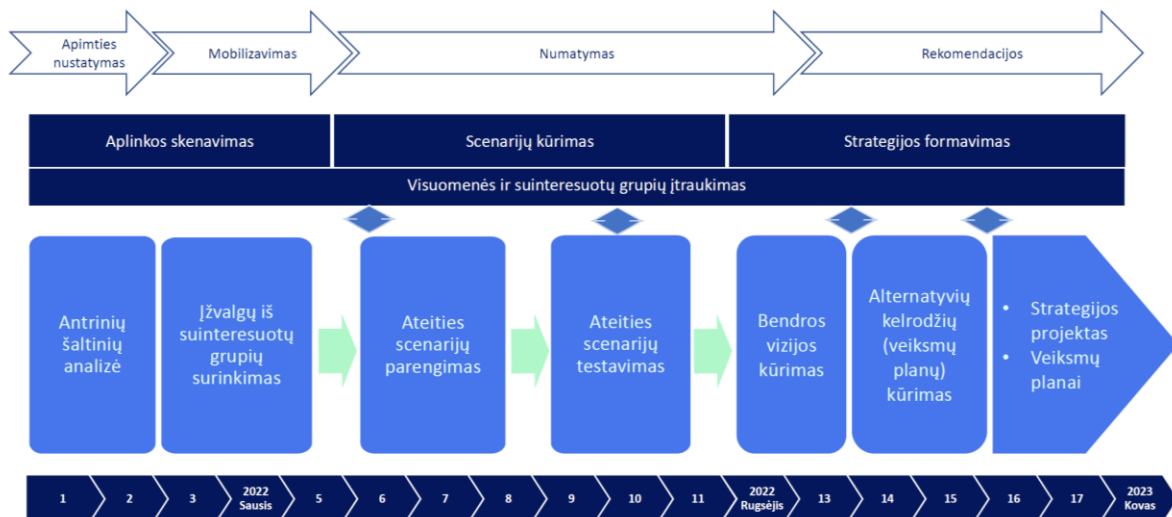 Apimties
nustatymas
Mobilizavimas
Numatymas
Rekomendacijos
Aplinkos skenavimas
Scenarijų kūrimas
Strategijos formavimas
Visuomenės ir suinteresuotų grupių įtraukimas
Antrinių
šaltinių
analizė
Įžvalgų iš
suinteresuotų
grupių
surinkimas
Ateities
scenarijų
parengimas
Ateities
scenarijų
testavimas
Bendros
vizijos
kūrimas
Alternatyvių
kelrodžių
(veiksmų
planų)
kūrimas
• Strategijos
projektas
• Veiksmų
planai
1
2
3
2022
Sausis
5
6
7
8
9
10
11
2022
Rugsėjis
13
14
15
16
17
2023
Kovas